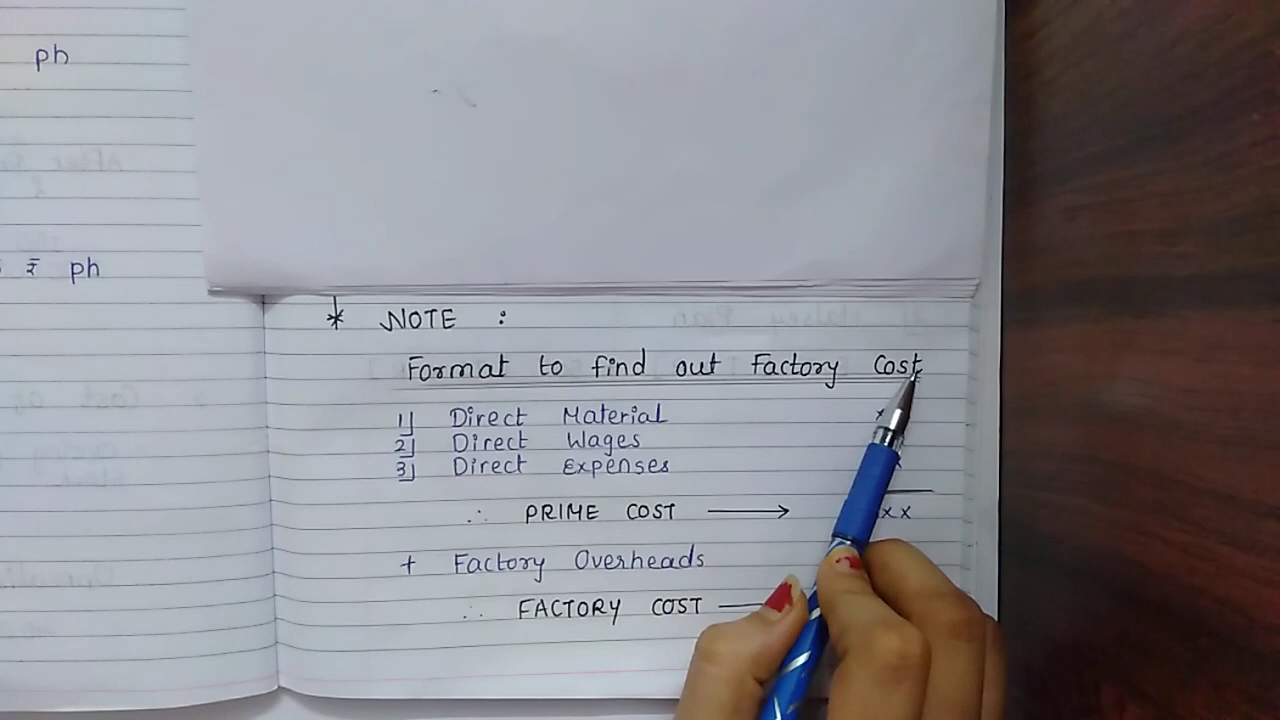 ph
₹ ph
* NOTE :
Format to find out Factory Cost
1] Direct Material x
2] Direct Wages
3] Direct Expenses x
∴ PRIME COST → xx
+ Factory Overheads
∴ FACTORY COST